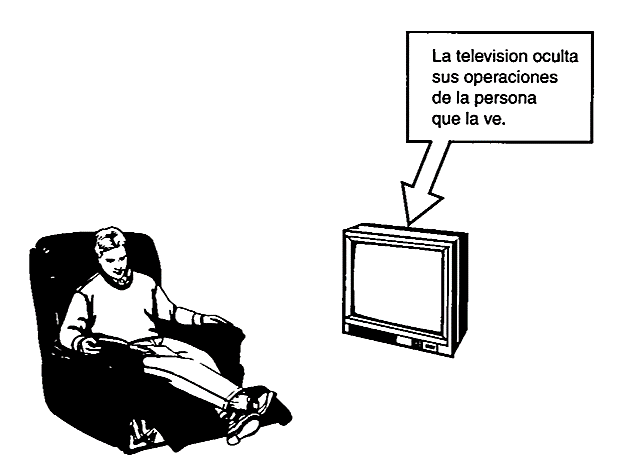 La television oculta
sus operaciones
de la persona
que la ve.